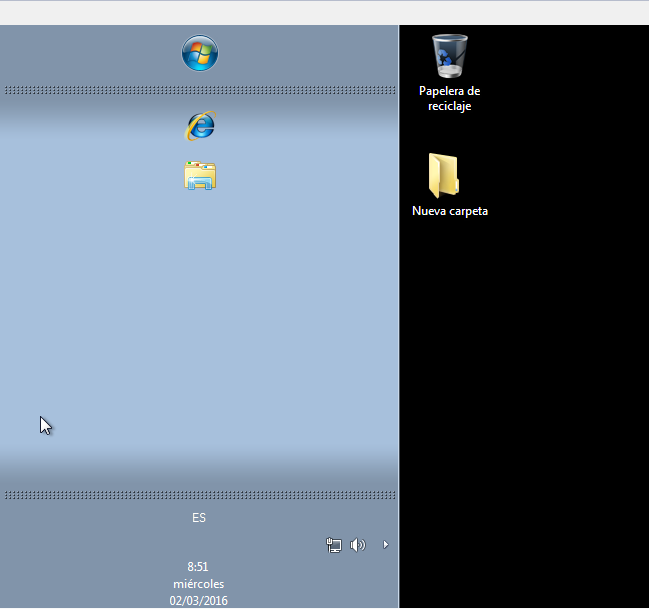 Papelera de
reciclaje
Nueva carpeta
ES
8:51
miércoles
02/03/2016